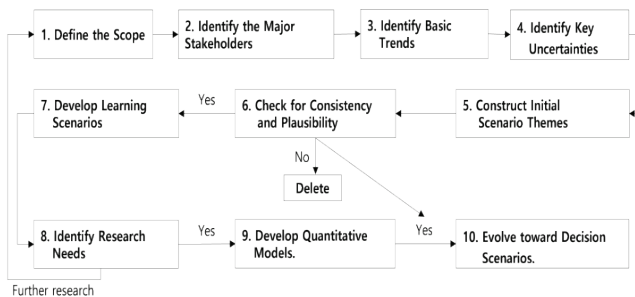 1. Define the Scope
2. Identify the Major
Stakeholders
3. Identify Basic
Trends
4. Identify Key
Uncertainties
7. Develop Learning
Scenarios
Yes
6. Check for Consistency
and Plausibility
5. Construct Initial
Scenario Themes
No
Delete
8. Identify Research
Needs
Yes
9. Develop Quantitative
Models.
Yes
10. Evolve toward Decision
Scenarios.
Further research